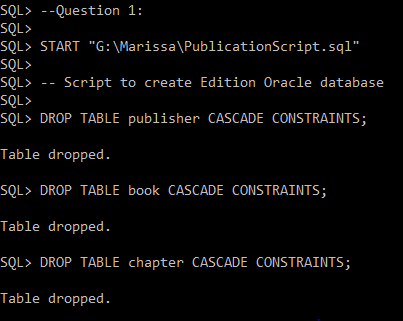 SQL> --Question 1:
SQL>
SQL> START "G:\Marissa\PublicationScript.sql"
SQL>
SQL> -- Script to create Edition Oracle database
SQL>
SQL> DROP TABLE publisher CASCADE CONSTRAINTS;
Table dropped.
SQL> DROP TABLE book CASCADE CONSTRAINTS;
Table dropped.
SQL> DROP TABLE chapter CASCADE CONSTRAINTS;
Table dropped.